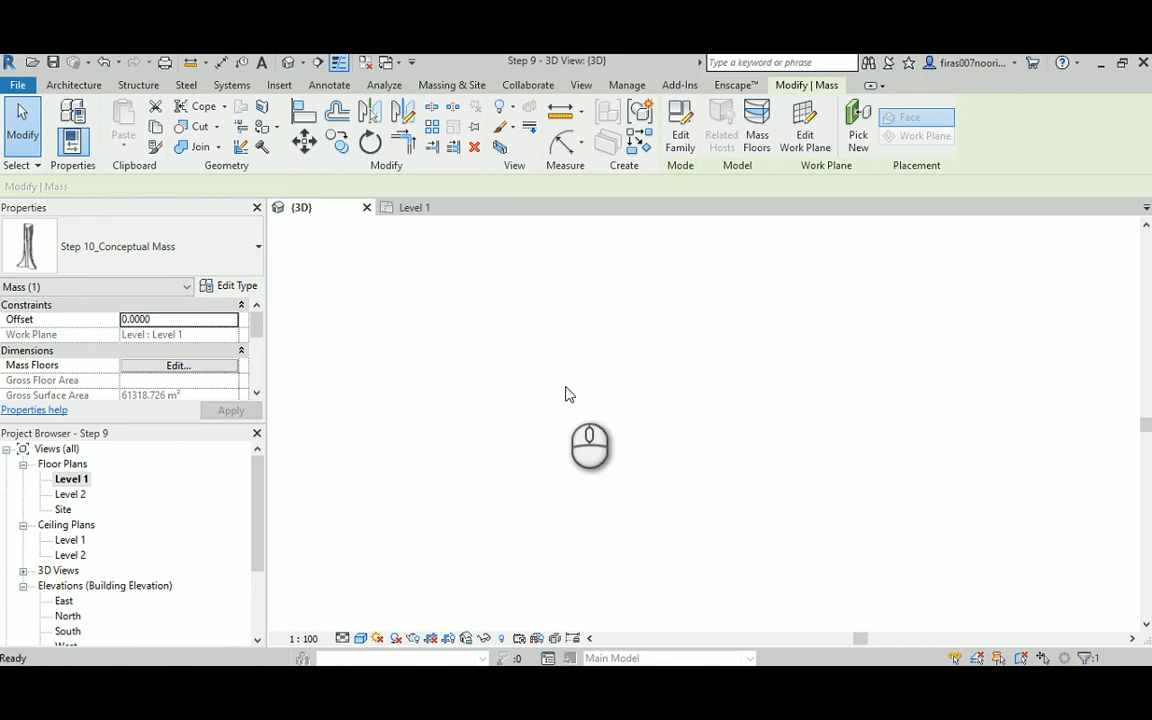 Step 9 - 3D View: {3D}
Type a keyword or phrase
firas007noori...
File Architecture Structure Steel Systems Insert Annotate Analyze Massing & Site Collaborate View Manage Add-Ins Enscape™ Modify | Mass
Modify
Select
Properties
Paste
Clipboard
Cope
Cut
Join
Geometry
Modify
View
Measure
Create
Edit Family
Mode
Related Hosts
Mass Floors
Model
Edit Work Plane
Work Plane
Pick New
Face
Work Plane
Placement
Modify | Mass
Properties
{3D}
Level 1
Step 10_Conceptual Mass
Mass (1)
Edit Type
Constraints
Offset 0.0000
Work Plane Level : Level 1
Dimensions
Mass Floors Edit...
Gross Floor Area
Gross Surface Area 61318.726 m²
Properties help
Apply
Project Browser - Step 9
Views (all)
Floor Plans
Level 1
Level 2
Site
Ceiling Plans
Level 1
Level 2
3D Views
Elevations (Building Elevation)
East
North
South
1 : 100
Ready
:0
Main Model
:1